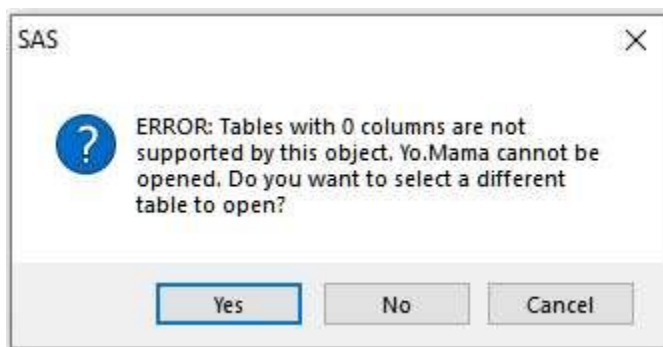 SAS
ERROR: Tables with 0 columns are not
supported by this object. Yo.Mama cannot be
opened. Do you want to select a different
table to open?
Yes No Cancel